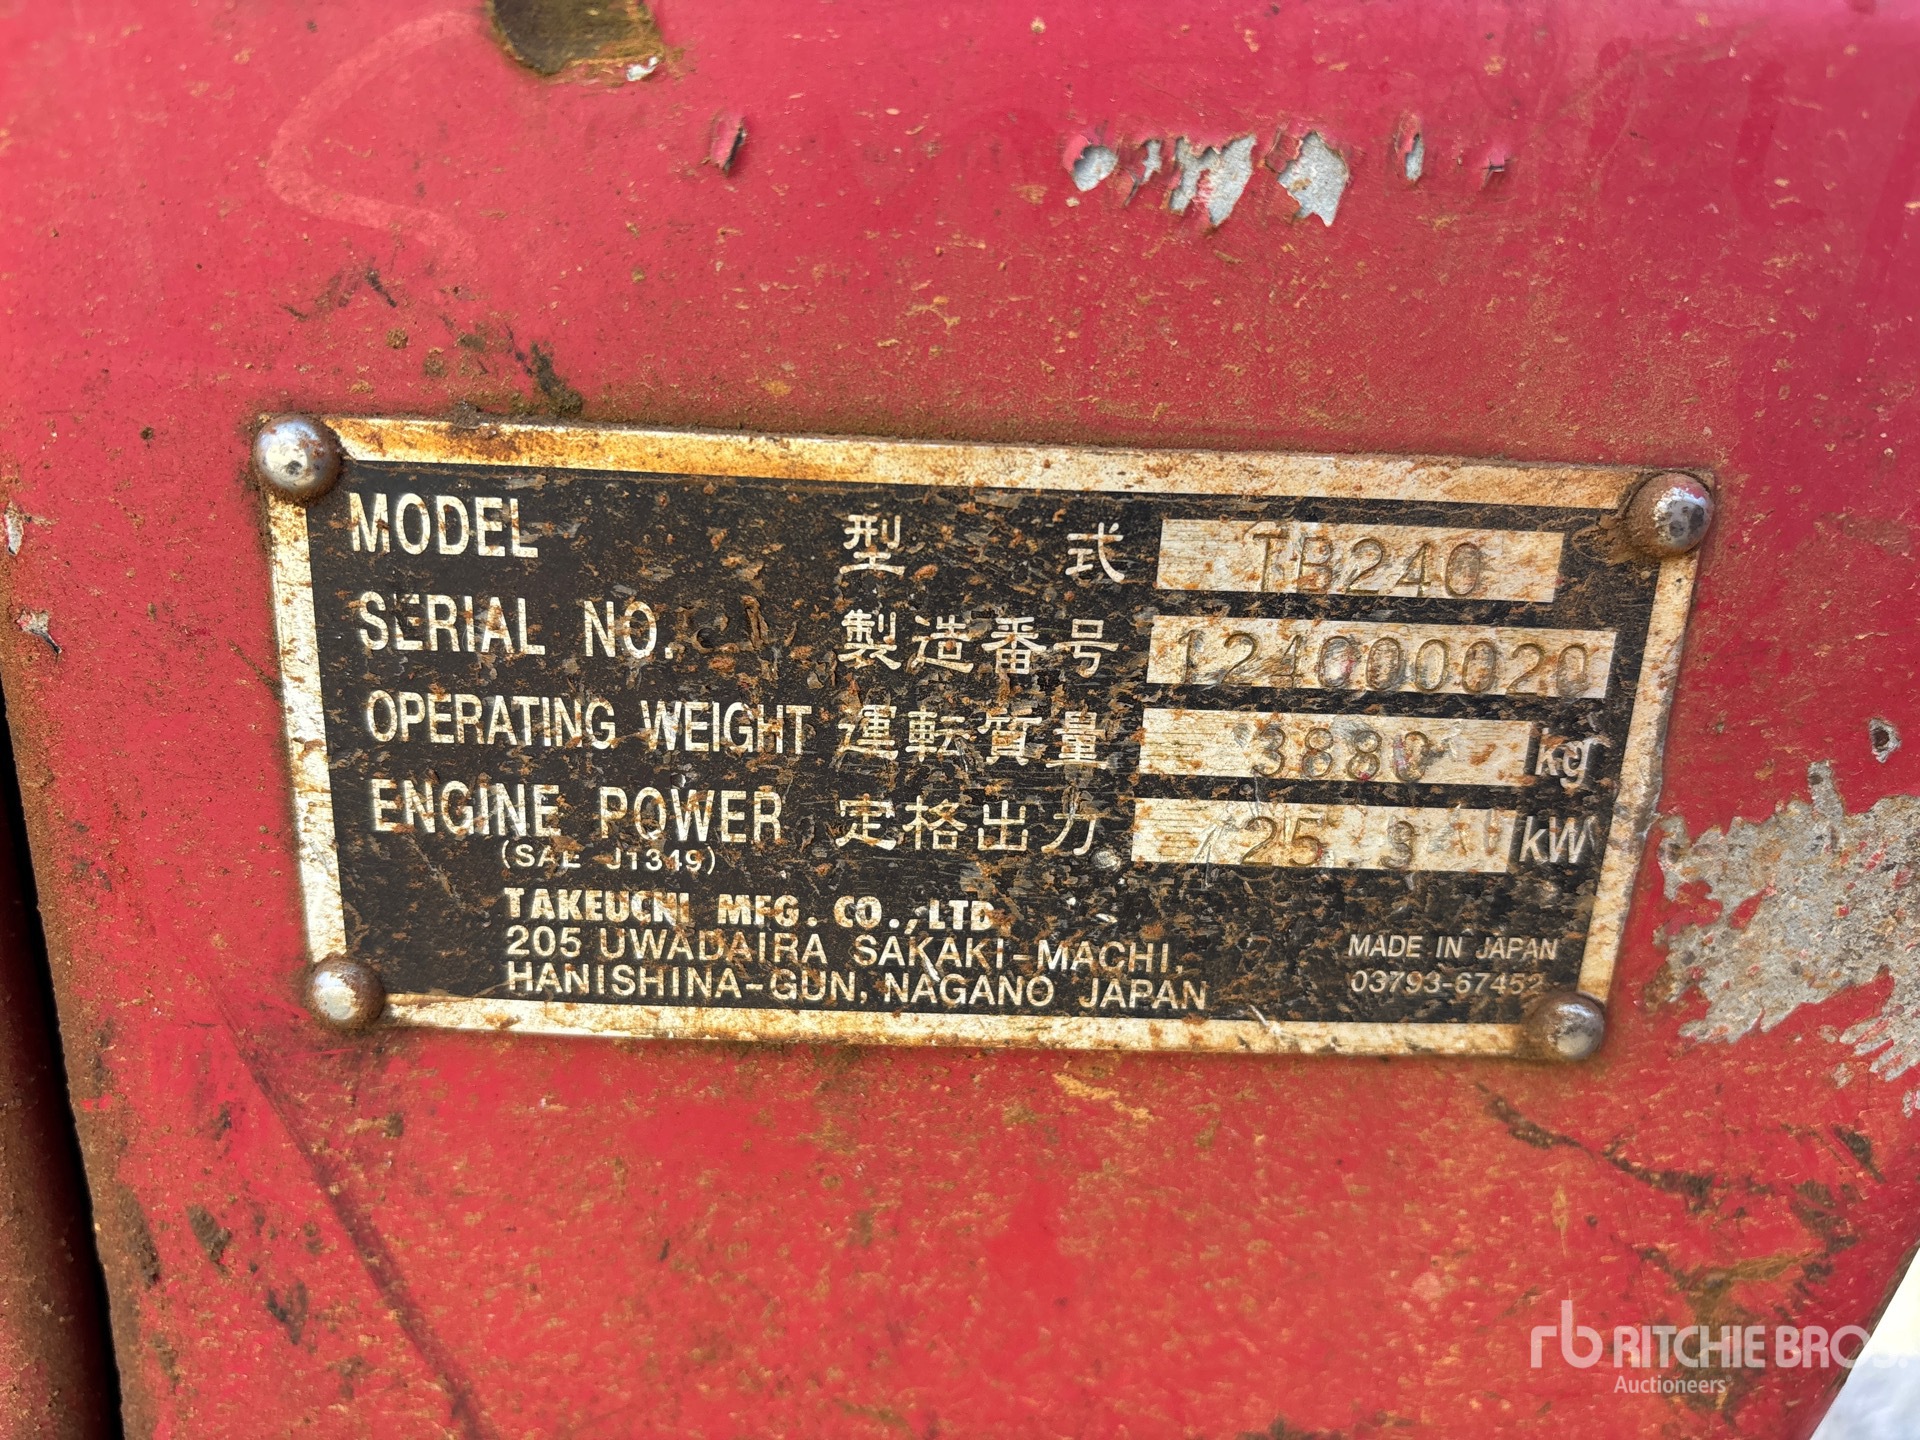 MODEL 型式 TB240
SERIAL NO. 製造番号 124000020
OPERATING WEIGHT 運転質量 3880 kg
ENGINE POWER 定格出力 25.9 kW
(SAE J1349)
TAKEUCHI MFG. CO.,LTD.
205 UWADAIRA SAKAKI-MACHI,
HANISHINA-GUN, NAGANO JAPAN
MADE IN JAPAN
03793-67452
rb RITCHIE BROS.
Auctioneers